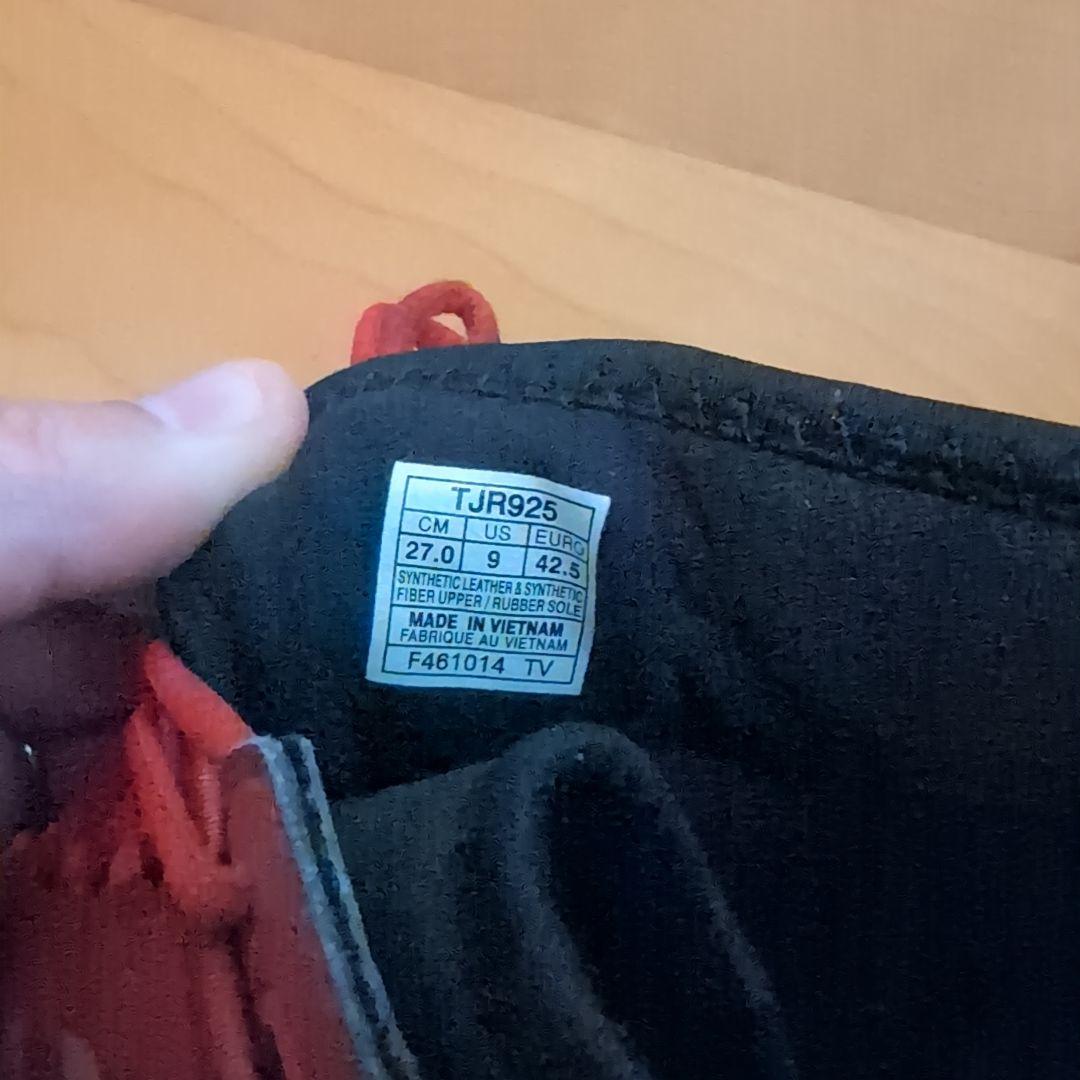 TJR925
CM US EURO
27.0 9 42.5
SYNTHETIC LEATHER & SYNTHETIC
FIBER UPPER / RUBBER SOLE
MADE IN VIETNAM
FABRIQUE AU VIETNAM
F461014 TV